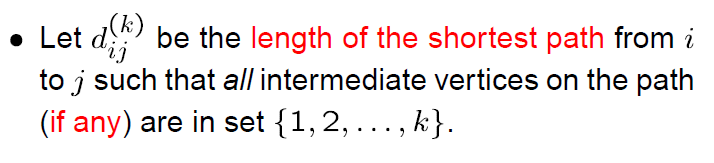 • Let $d_{ij}^{(k)}$ be the length of the shortest path from $i$
to $j$ such that all intermediate vertices on the path
(if any) are in set $\{1, 2, \ldots, k\}$.